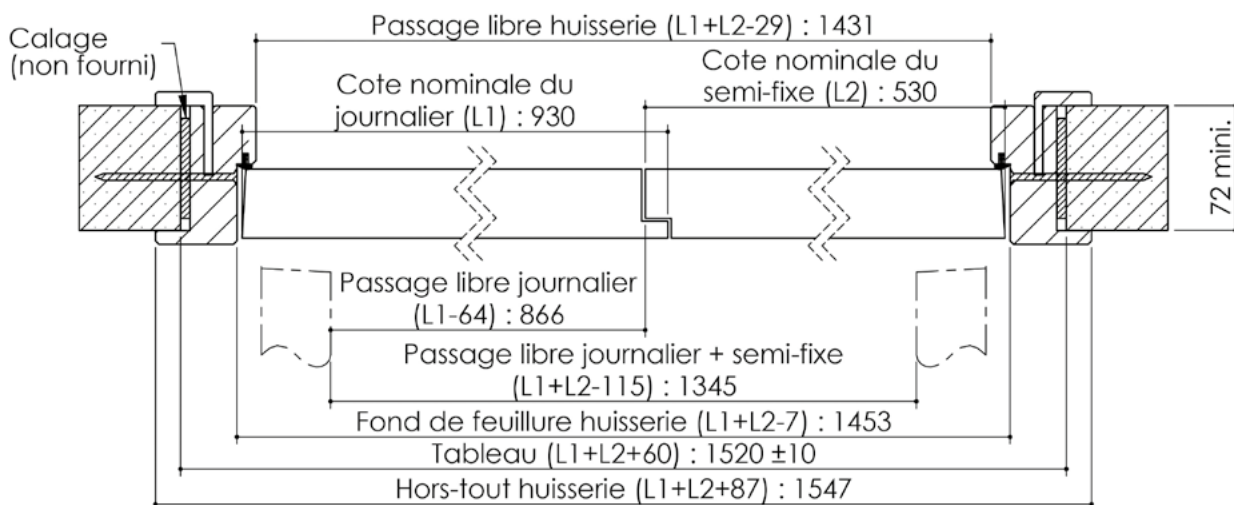 Passage libre huisserie (L1+L2-29) : 1431
Calage
(non fourni)
Cote nominale du
journalier (L1) : 930
Cote nominale du
semi-fixe (L2) : 530
72 mini.
Passage libre journalier
(L1-64) : 866
Passage libre journalier + semi-fixe
(L1+L2-115) : 1345
Fond de feuillure huisserie (L1+L2-7) : 1453
Tableau (L1+L2+60) : 1520 ±10
Hors-tout huisserie (L1+L2+87) : 1547